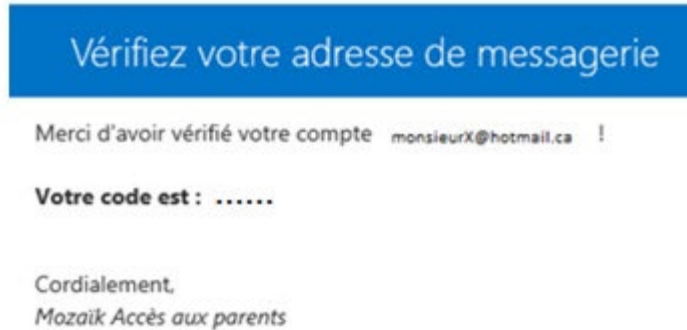 Vérifiez votre adresse de messagerie
Merci d'avoir vérifié votre compte monsieurX@hotmail.ca !
Votre code est : ......
Cordialement,
Mozaïk Accès aux parents